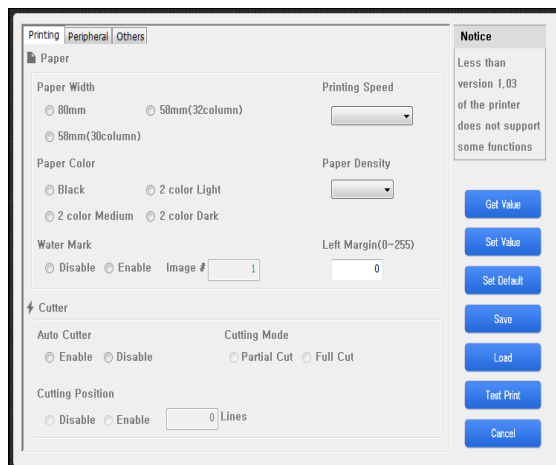 Printing Peripheral Others
Paper
Paper Width
80mm 58mm(32column)
58mm(30column)
Printing Speed
Paper Color
Black 2 color Light
2 color Medium 2 color Dark
Paper Density
Water Mark
Disable Enable Image # 1
Left Margin(0~255)
0
Cutter
Auto Cutter
Enable Disable
Cutting Mode
Partial Cut Full Cut
Cutting Position
Disable Enable 0 Lines
Notice
Less than
version 1.03
of the printer
does not support
some functions
Get Value
Set Value
Set Default
Save
Load
Test Print
Cancel